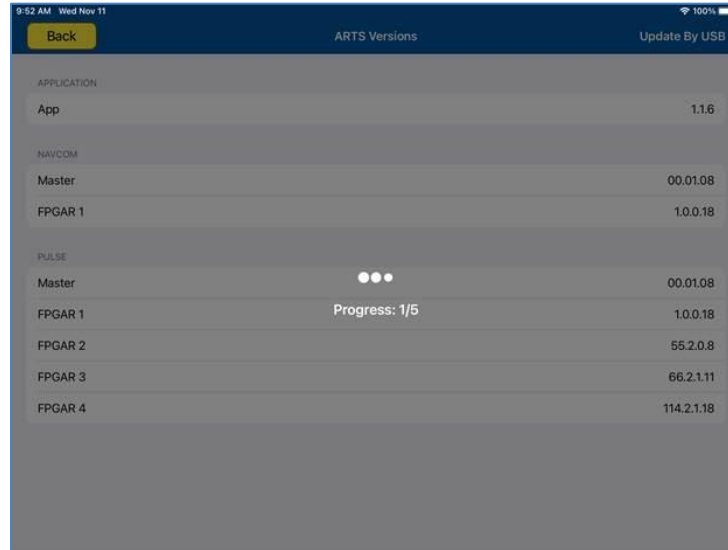 9:52 AM Wed Nov 11 100%
Back ARTS Versions Update By USB
APPLICATION
App 1.1.6
NAVCOM
Master 00.01.08
FPGAR 1 1.0.0.18
PULSE
Master 00.01.08
FPGAR 1 1.0.0.18
FPGAR 2 55.2.0.8
FPGAR 3 66.2.1.11
FPGAR 4 114.2.1.18
Progress: 1/5